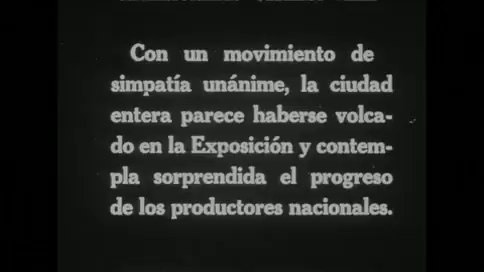 Con un movimiento de
simpatía unánime, la ciudad
entera parece haberse volca-
do en la Exposición y contem-
pla sorprendida el progreso
de los productores nacionales.